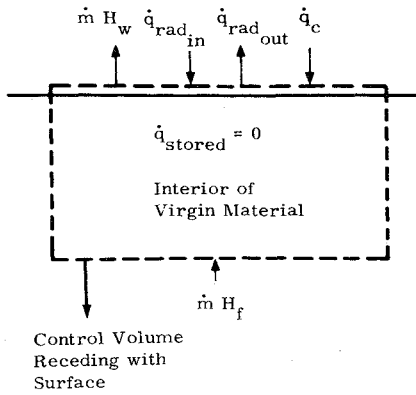 ṁ H_w q̇_rad_in q̇_rad_out q̇_c
q̇_stored = 0
Interior of
Virgin Material
ṁ H_f
Control Volume
Receding with
Surface